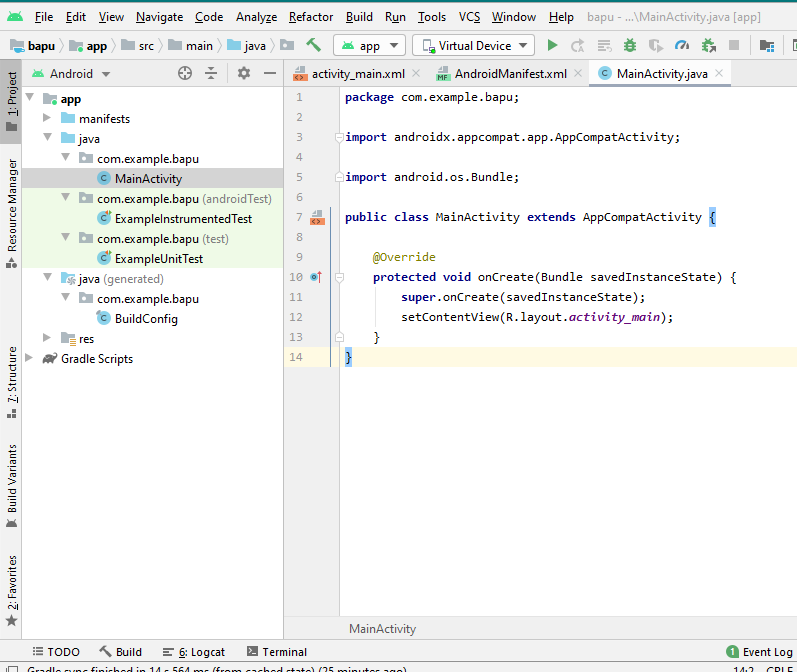 File Edit View Navigate Code Analyze Refactor Build Run Tools VCS Window Help bapu - ...\MainActivity.java [app]
bapu app src main java app Virtual Device
1: Project
Resource Manager
7: Structure
Build Variants
2: Favorites
Android
app
manifests
java
com.example.bapu
MainActivity
com.example.bapu (androidTest)
ExampleInstrumentedTest
com.example.bapu (test)
ExampleUnitTest
java (generated)
com.example.bapu
BuildConfig
res
Gradle Scripts
activity_main.xml MF AndroidManifest.xml C MainActivity.java
1 package com.example.bapu;
2
3 import androidx.appcompat.app.AppCompatActivity;
4
5 import android.os.Bundle;
6
7 public class MainActivity extends AppCompatActivity {
8
9 @Override
10 protected void onCreate(Bundle savedInstanceState) {
11 super.onCreate(savedInstanceState);
12 setContentView(R.layout.activity_main);
13 }
14 }
MainActivity
TODO Build 6: Logcat Terminal 1 Event Log
Gradle sync finished in 14 s 564 ms (from cached state) (25 minutes ago) 14:2 CRLF